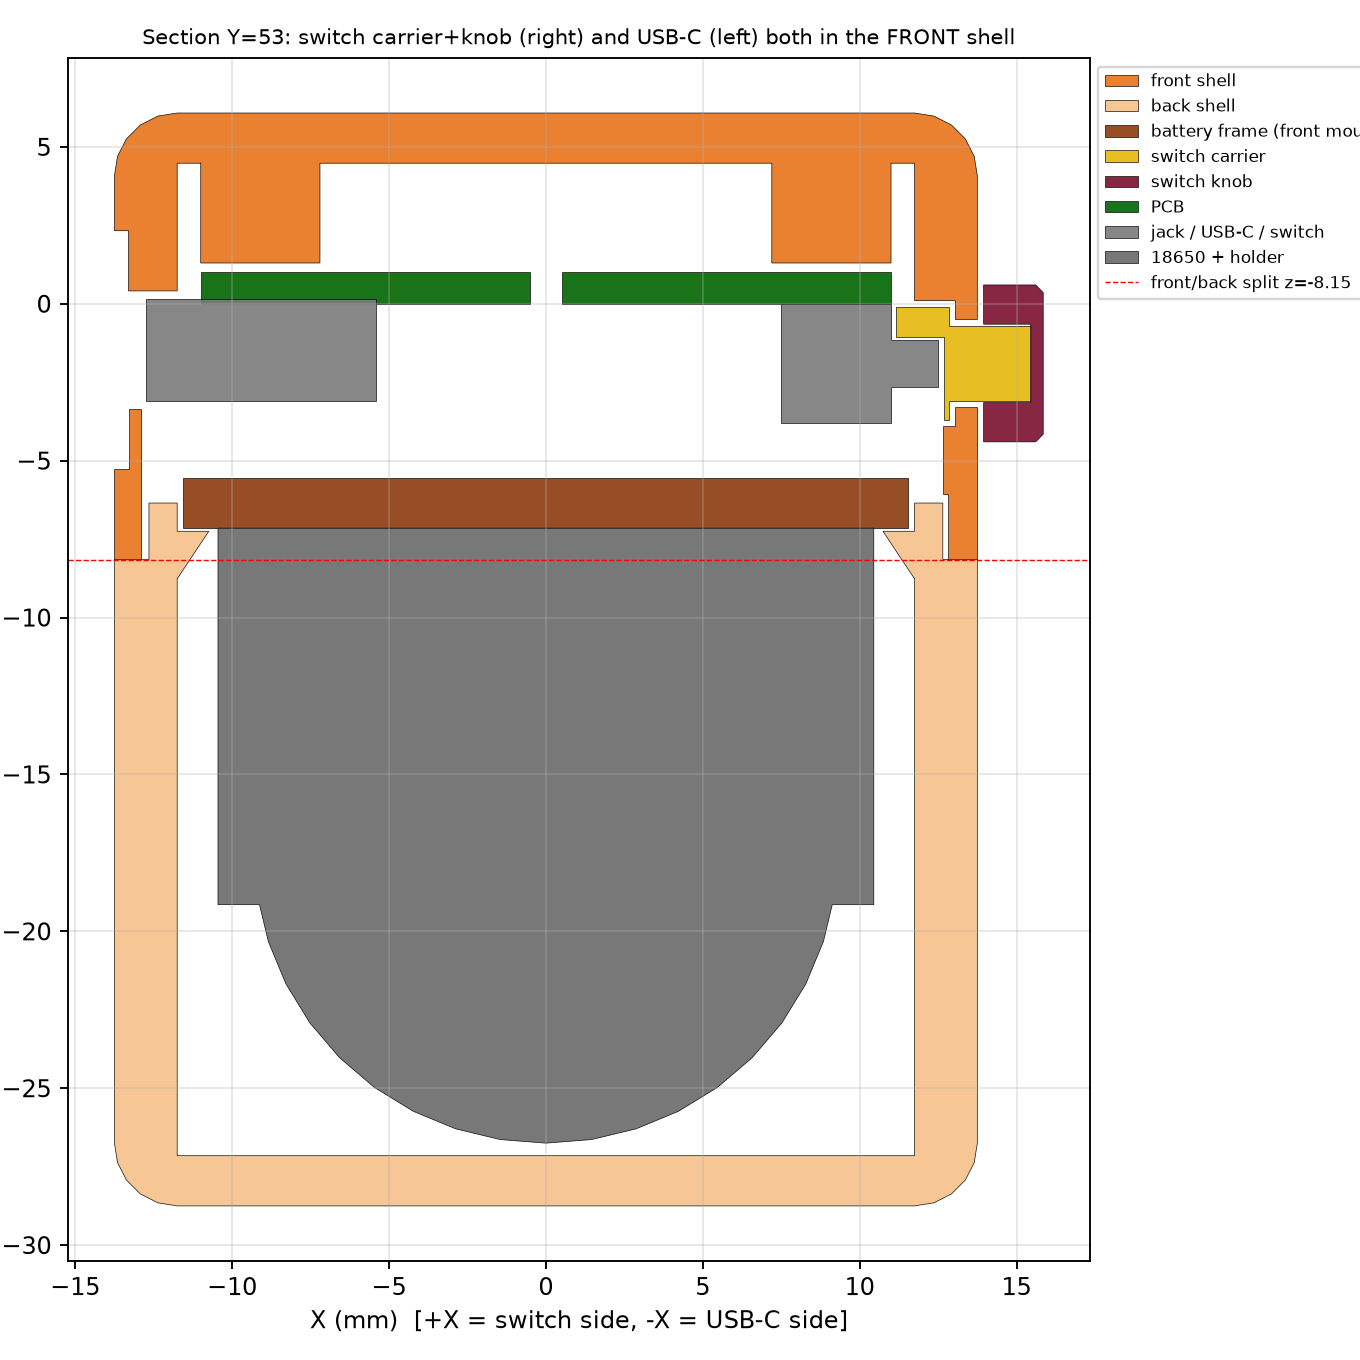 Section Y=53: switch carrier+knob (right) and USB-C (left) both in the FRONT shell
front shell
back shell
battery frame (front mou
switch carrier
switch knob
PCB
jack / USB-C / switch
18650 + holder
front/back split z=-8.15
5
0
−5
−10
−15
−20
−25
−30
−15 −10 −5 0 5 10 15
X (mm)  [+X = switch side, -X = USB-C side]